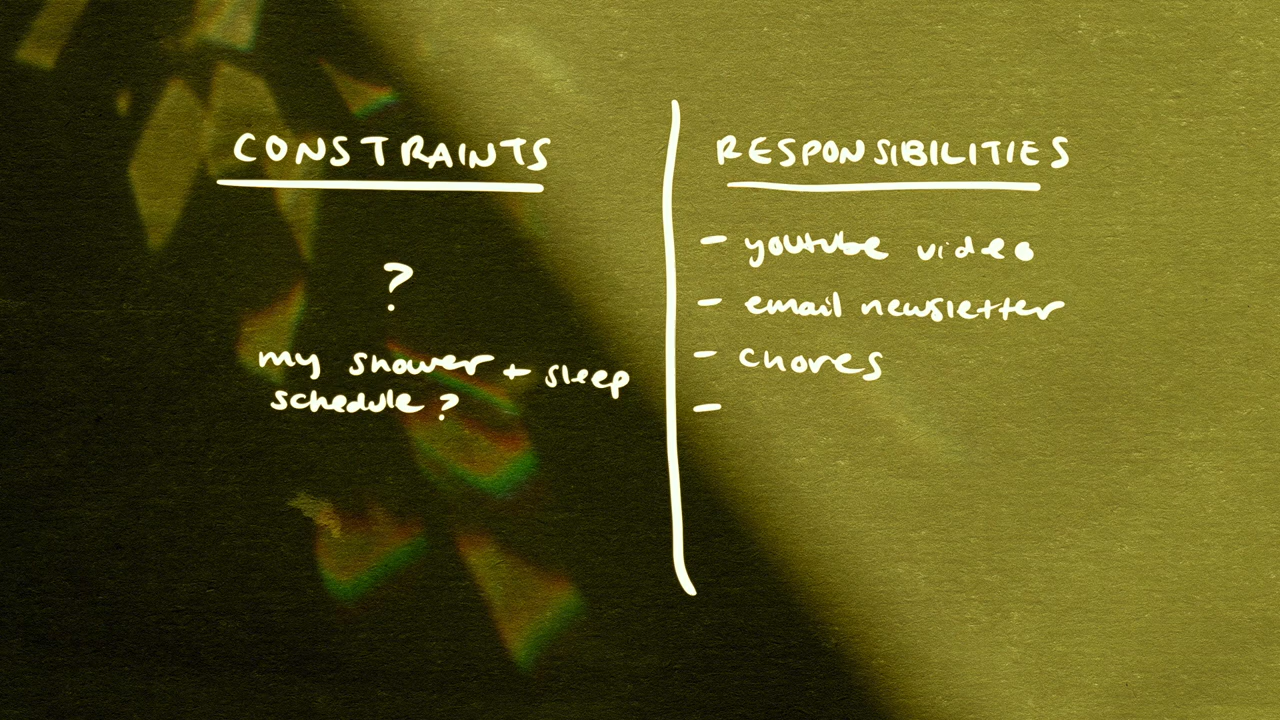 CONSTRAINTS
?
my shower + sleep
schedule ?
RESPONSIBILITIES
- youtube video
- email newsletter
- chores
-